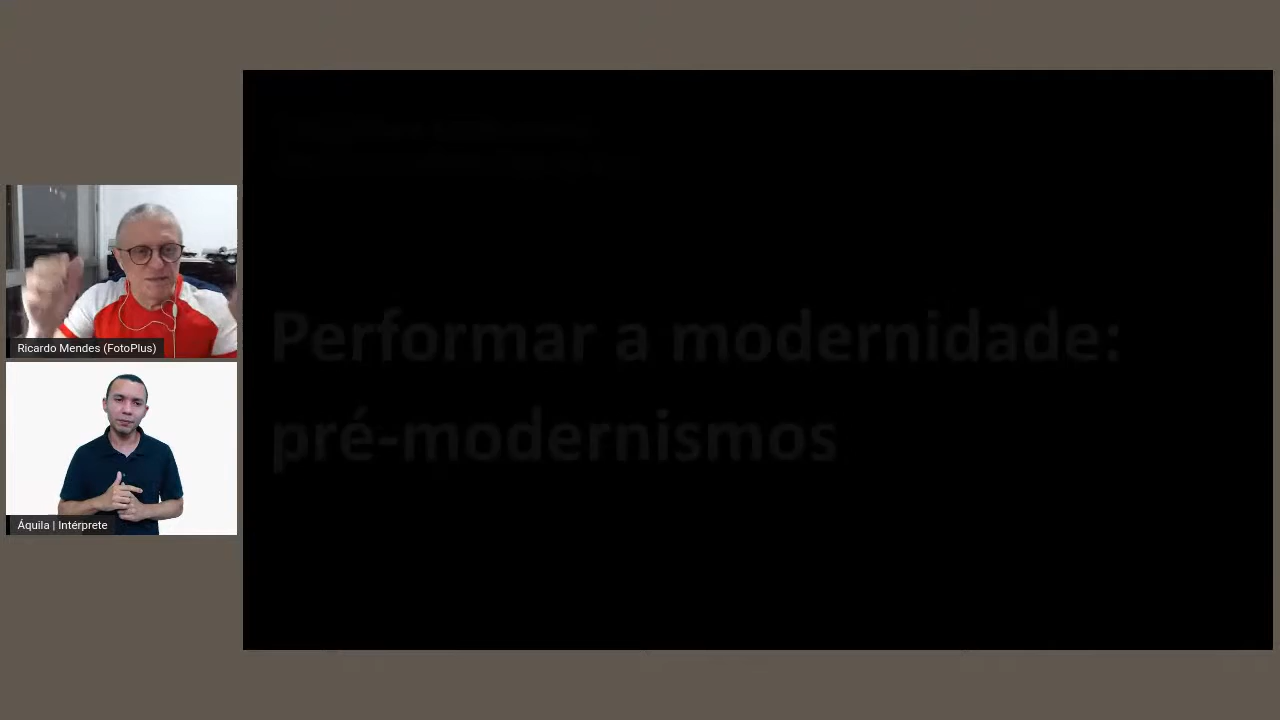 Ricardo Mendes (FotoPlus)
Áquila | Intérprete
Performar a modernidade:
pré-modernismos